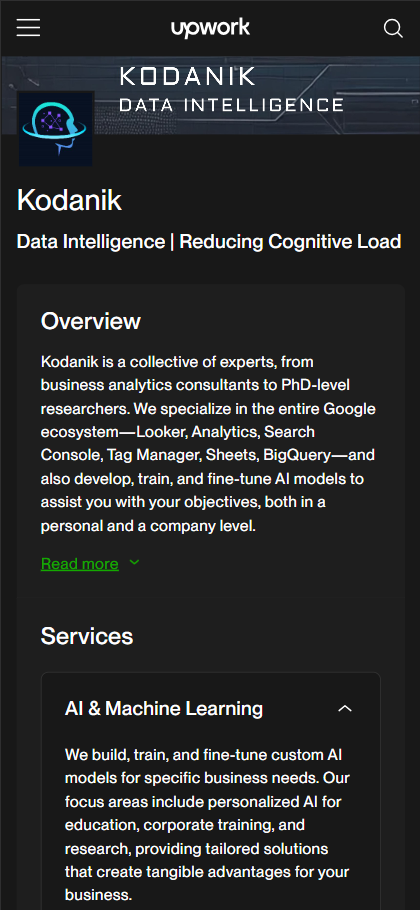 upwork
KODANIK
DATA INTELLIGENCE
Kodanik
Data Intelligence | Reducing Cognitive Load
Overview
Kodanik is a collective of experts, from
business analytics consultants to PhD-level
researchers. We specialize in the entire Google
ecosystem—Looker, Analytics, Search
Console, Tag Manager, Sheets, BigQuery—and
also develop, train, and fine-tune AI models to
assist you with your objectives, both in a
personal and a company level.
Read more
Services
AI & Machine Learning
We build, train, and fine-tune custom AI
models for specific business needs. Our
focus areas include personalized AI for
education, corporate training, and
research, providing tailored solutions
that create tangible advantages for your
business.